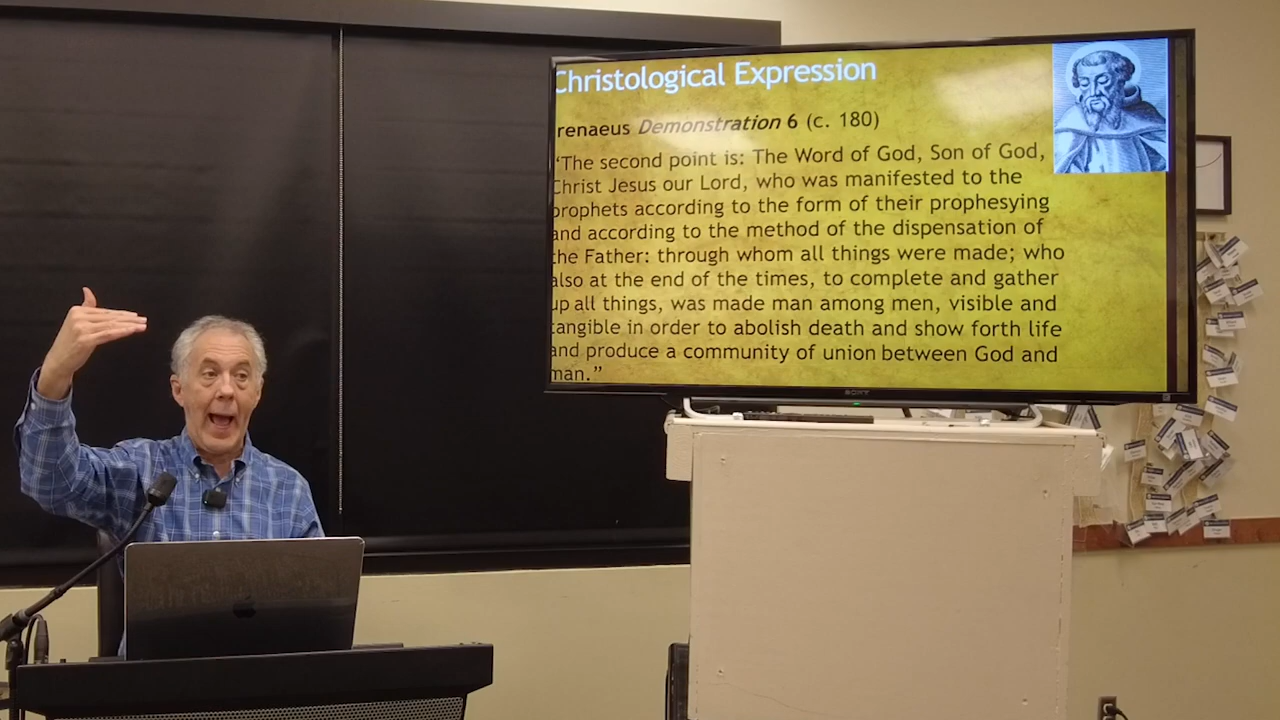 Christological Expression
renaeus Demonstration 6 (c. 180)
“The second point is: The Word of God, Son of God,
Christ Jesus our Lord, who was manifested to the
prophets according to the form of their prophesying
and according to the method of the dispensation of
the Father: through whom all things were made; who
also at the end of the times, to complete and gather
up all things, was made man among men, visible and
tangible in order to abolish death and show forth life
and produce a community of union between God and
man.”
SONY